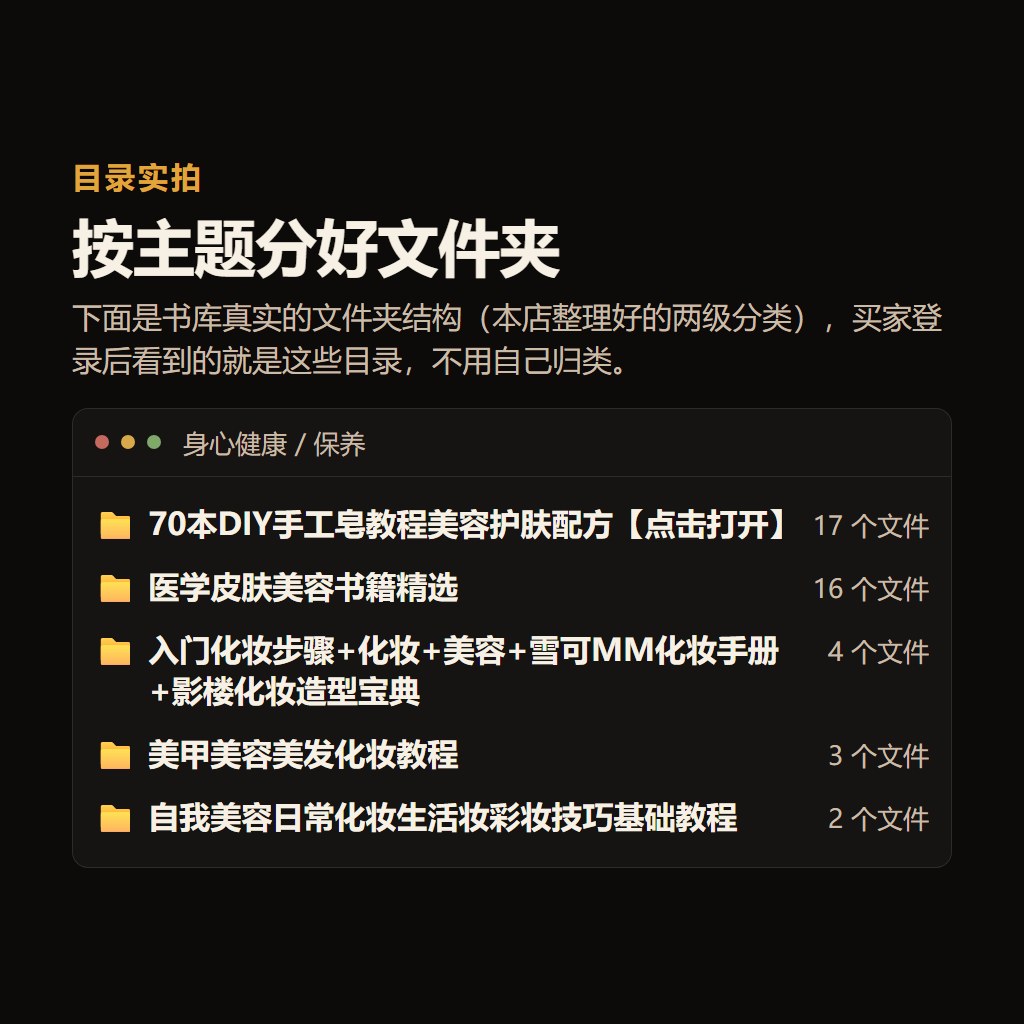 目录实拍
按主题分好文件夹
下面是书库真实的文件夹结构（本店整理好的两级分类），买家登
录后看到的就是这些目录，不用自己归类。
身心健康 / 保养
70本DIY手工皂教程美容护肤配方【点击打开】 17 个文件
医学皮肤美容书籍精选 16 个文件
入门化妆步骤+化妆+美容+雪可MM化妆手册 4 个文件
+影楼化妆造型宝典
美甲美容美发化妆教程 3 个文件
自我美容日常化妆生活妆彩妆技巧基础教程 2 个文件